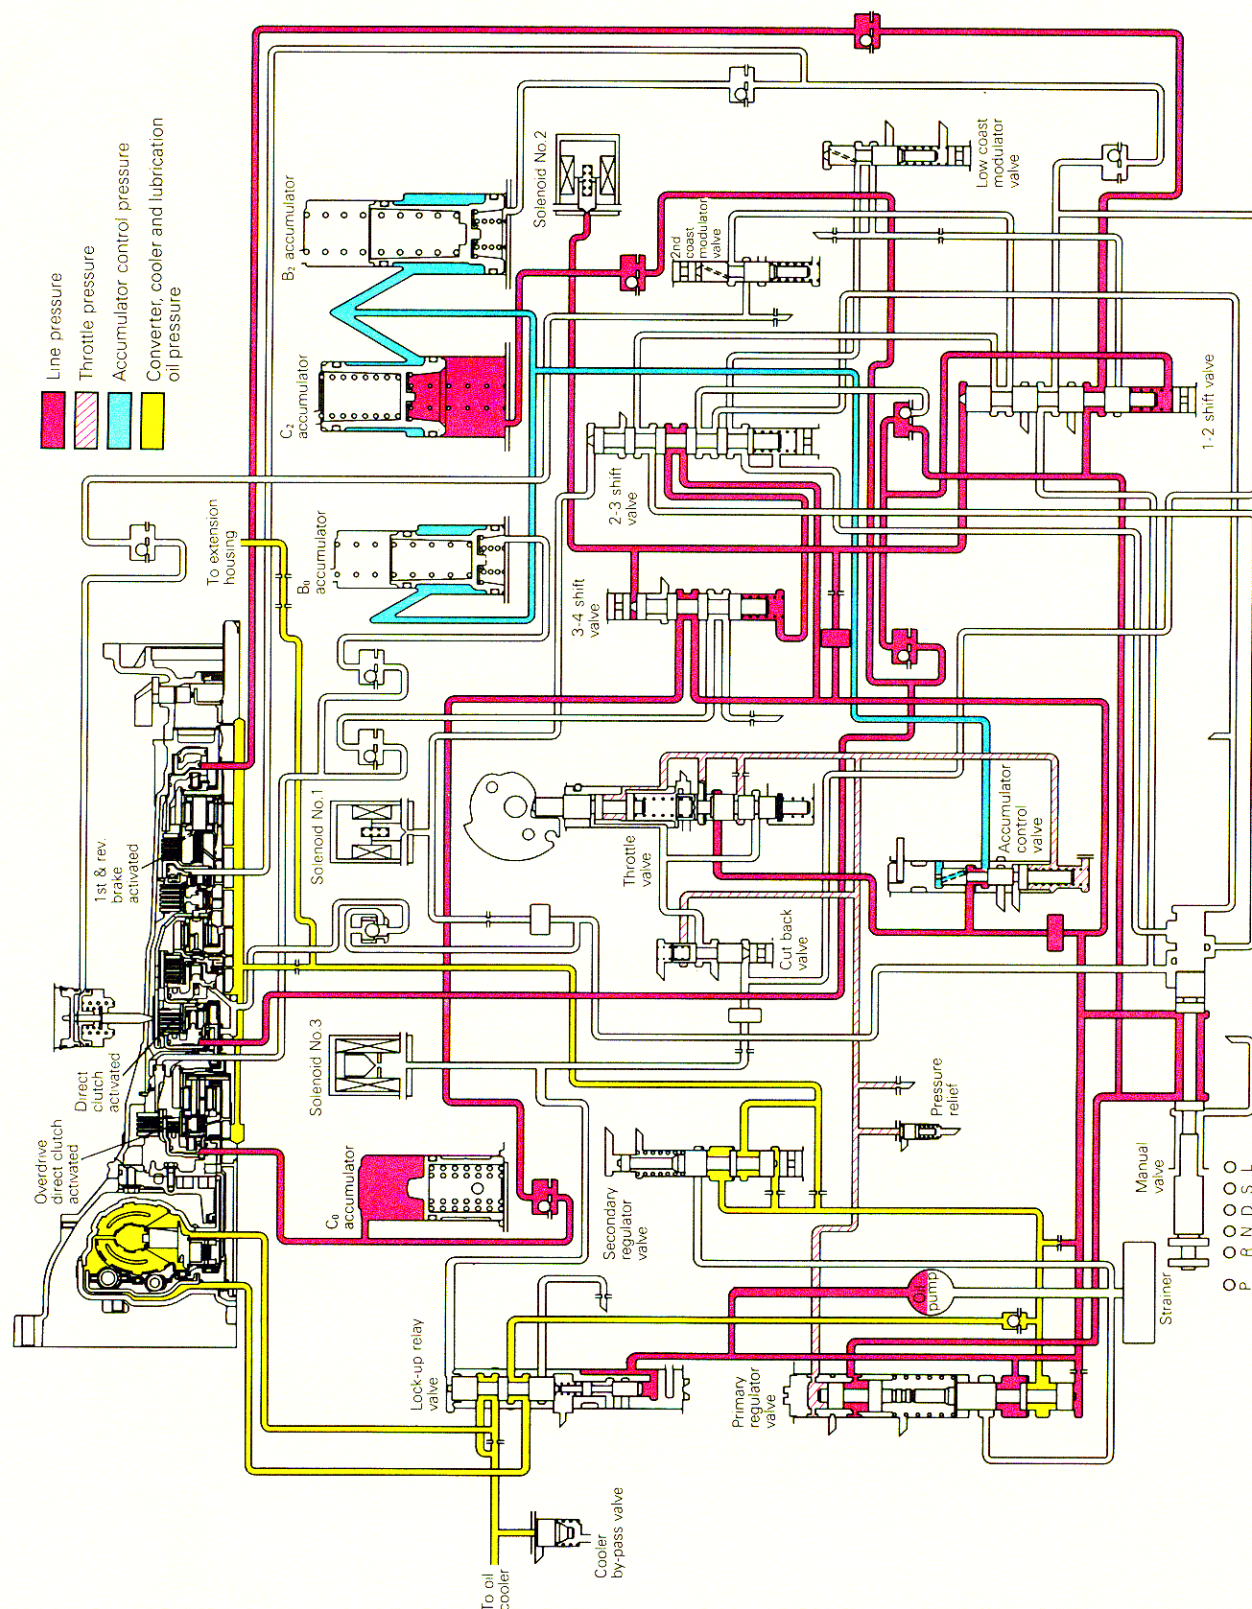 Line pressure
Throttle pressure
Accumulator control pressure
Converter, cooler and lubrication
oil pressure
B₂ accumulator
C₂
accumulator
B₀
accumulator
To extension
housing
Solenoid No.2
2nd
coast
modulator
valve
Low coast
modulator
valve
2-3 shift
valve
1-2 shift valve
3-4 shift
valve
1st & rev.
brake
activated
Solenoid No.1
Throttle
valve
Accumulator
control
valve
Cut back
valve
Direct
clutch
activated
Solenoid No.3
Pressure
relief
Overdrive
direct clutch
activated
C₀
accumulator
Secondary
regulator
valve
Manual
valve
P R N D S L
Oil
pump
Strainer
Lock-up relay
valve
Primary
regulator
valve
To oil
cooler
Cooler
by-pass valve